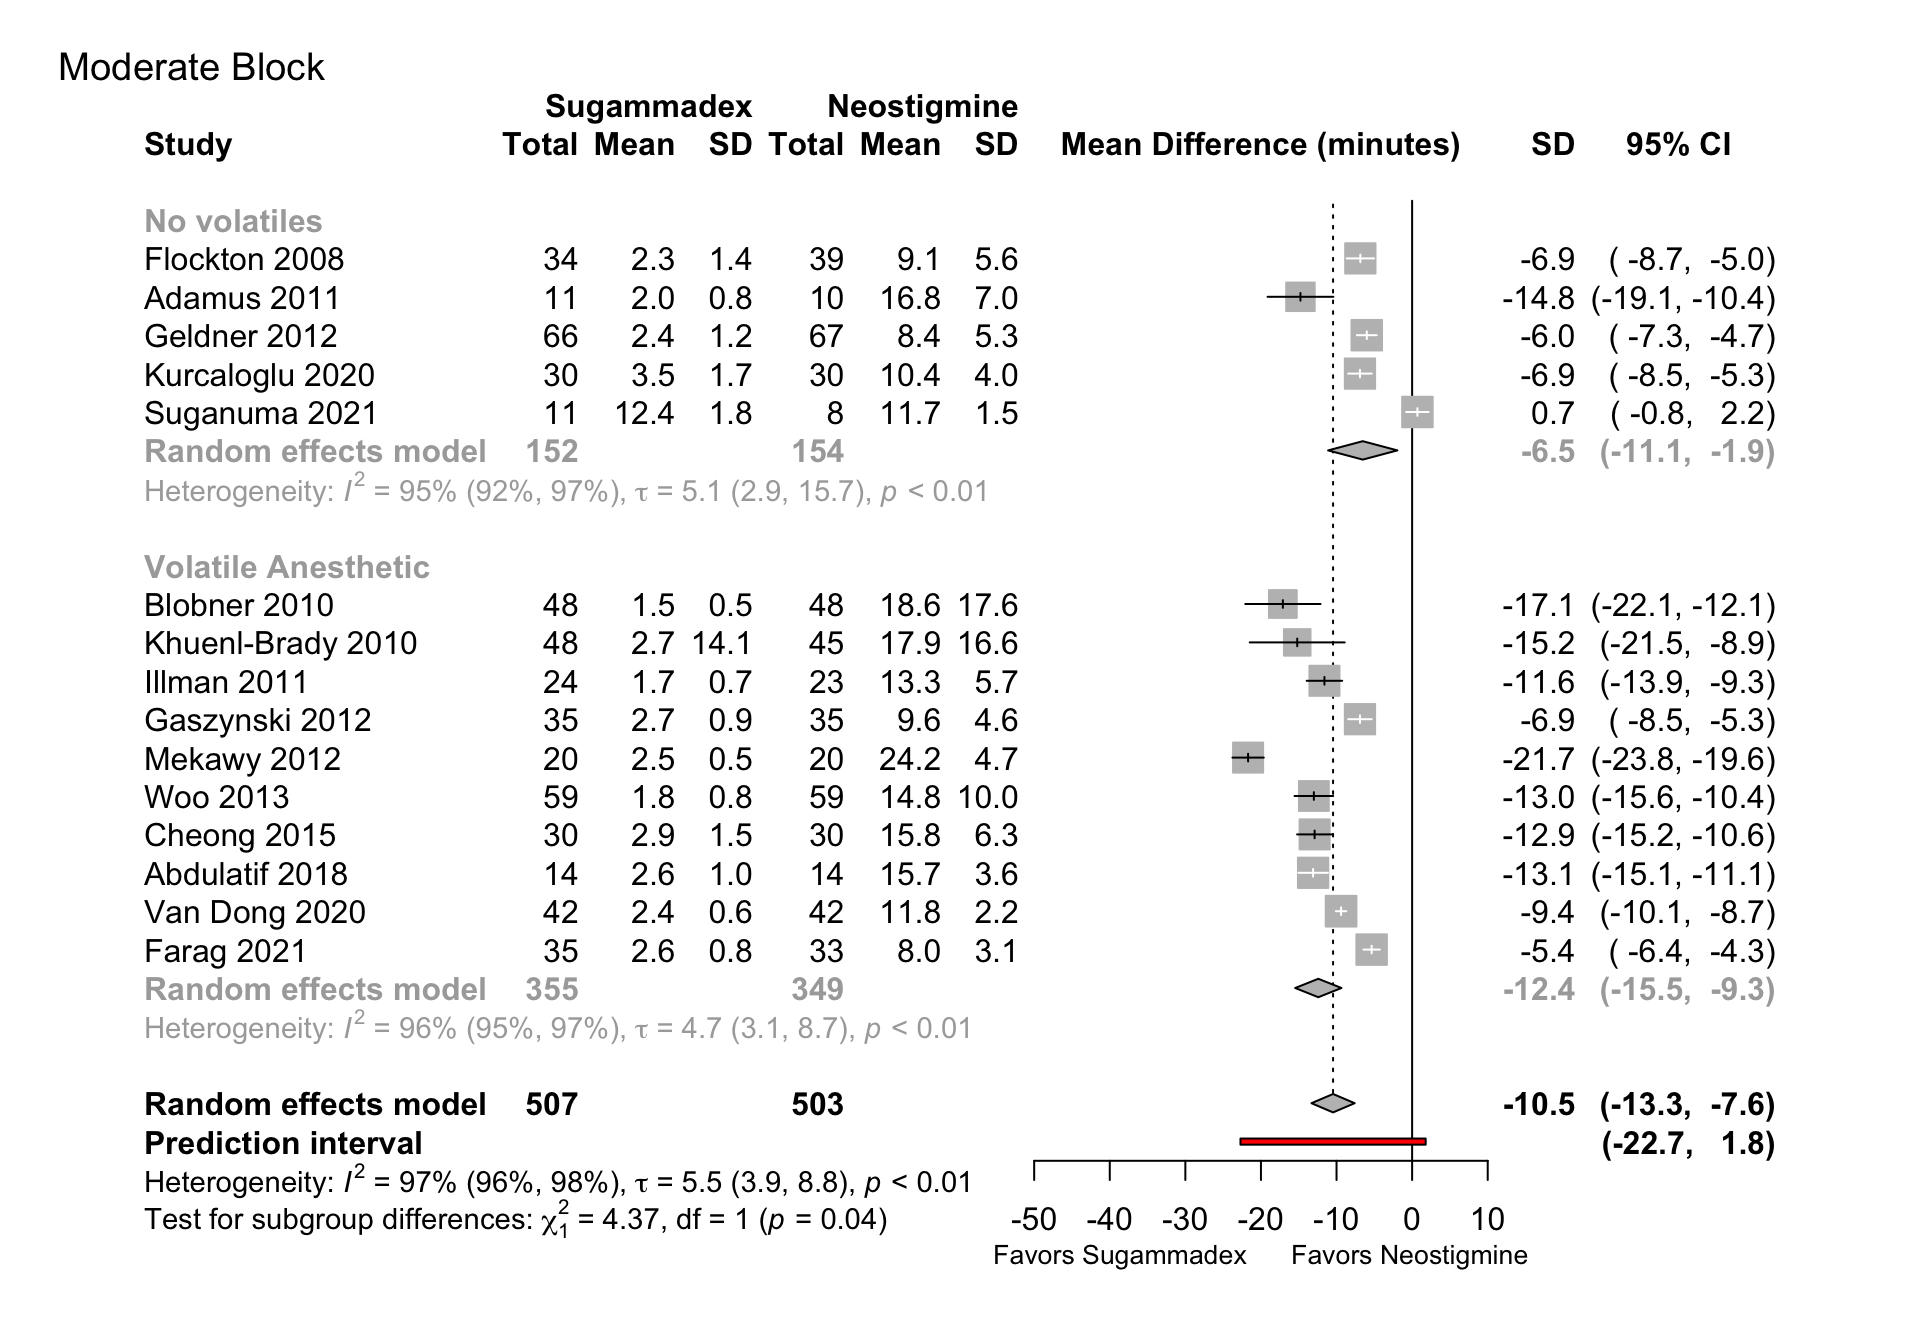 Moderate Block
Sugammadex Neostigmine
Study Total Mean SD Total Mean SD Mean Difference (minutes) SD 95% CI
No volatiles
Flockton 2008 34 2.3 1.4 39 9.1 5.6 -6.9 ( -8.7, -5.0)
Adamus 2011 11 2.0 0.8 10 16.8 7.0 -14.8 (-19.1, -10.4)
Geldner 2012 66 2.4 1.2 67 8.4 5.3 -6.0 ( -7.3, -4.7)
Kurcaloglu 2020 30 3.5 1.7 30 10.4 4.0 -6.9 ( -8.5, -5.3)
Suganuma 2021 11 12.4 1.8 8 11.7 1.5 0.7 ( -0.8, 2.2)
Random effects model 152 154 -6.5 (-11.1, -1.9)
Heterogeneity: I² = 95% (92%, 97%), τ = 5.1 (2.9, 15.7), p < 0.01
Volatile Anesthetic
Blobner 2010 48 1.5 0.5 48 18.6 17.6 -17.1 (-22.1, -12.1)
Khuenl-Brady 2010 48 2.7 14.1 45 17.9 16.6 -15.2 (-21.5, -8.9)
Illman 2011 24 1.7 0.7 23 13.3 5.7 -11.6 (-13.9, -9.3)
Gaszynski 2012 35 2.7 0.9 35 9.6 4.6 -6.9 ( -8.5, -5.3)
Mekawy 2012 20 2.5 0.5 20 24.2 4.7 -21.7 (-23.8, -19.6)
Woo 2013 59 1.8 0.8 59 14.8 10.0 -13.0 (-15.6, -10.4)
Cheong 2015 30 2.9 1.5 30 15.8 6.3 -12.9 (-15.2, -10.6)
Abdulatif 2018 14 2.6 1.0 14 15.7 3.6 -13.1 (-15.1, -11.1)
Van Dong 2020 42 2.4 0.6 42 11.8 2.2 -9.4 (-10.1, -8.7)
Farag 2021 35 2.6 0.8 33 8.0 3.1 -5.4 ( -6.4, -4.3)
Random effects model 355 349 -12.4 (-15.5, -9.3)
Heterogeneity: I² = 96% (95%, 97%), τ = 4.7 (3.1, 8.7), p < 0.01
Random effects model 507 503 -10.5 (-13.3, -7.6)
Prediction interval (-22.7, 1.8)
Heterogeneity: I² = 97% (96%, 98%), τ = 5.5 (3.9, 8.8), p < 0.01
Test for subgroup differences: χ²₁ = 4.37, df = 1 (p = 0.04)
-50 -40 -30 -20 -10 0 10
Favors Sugammadex Favors Neostigmine